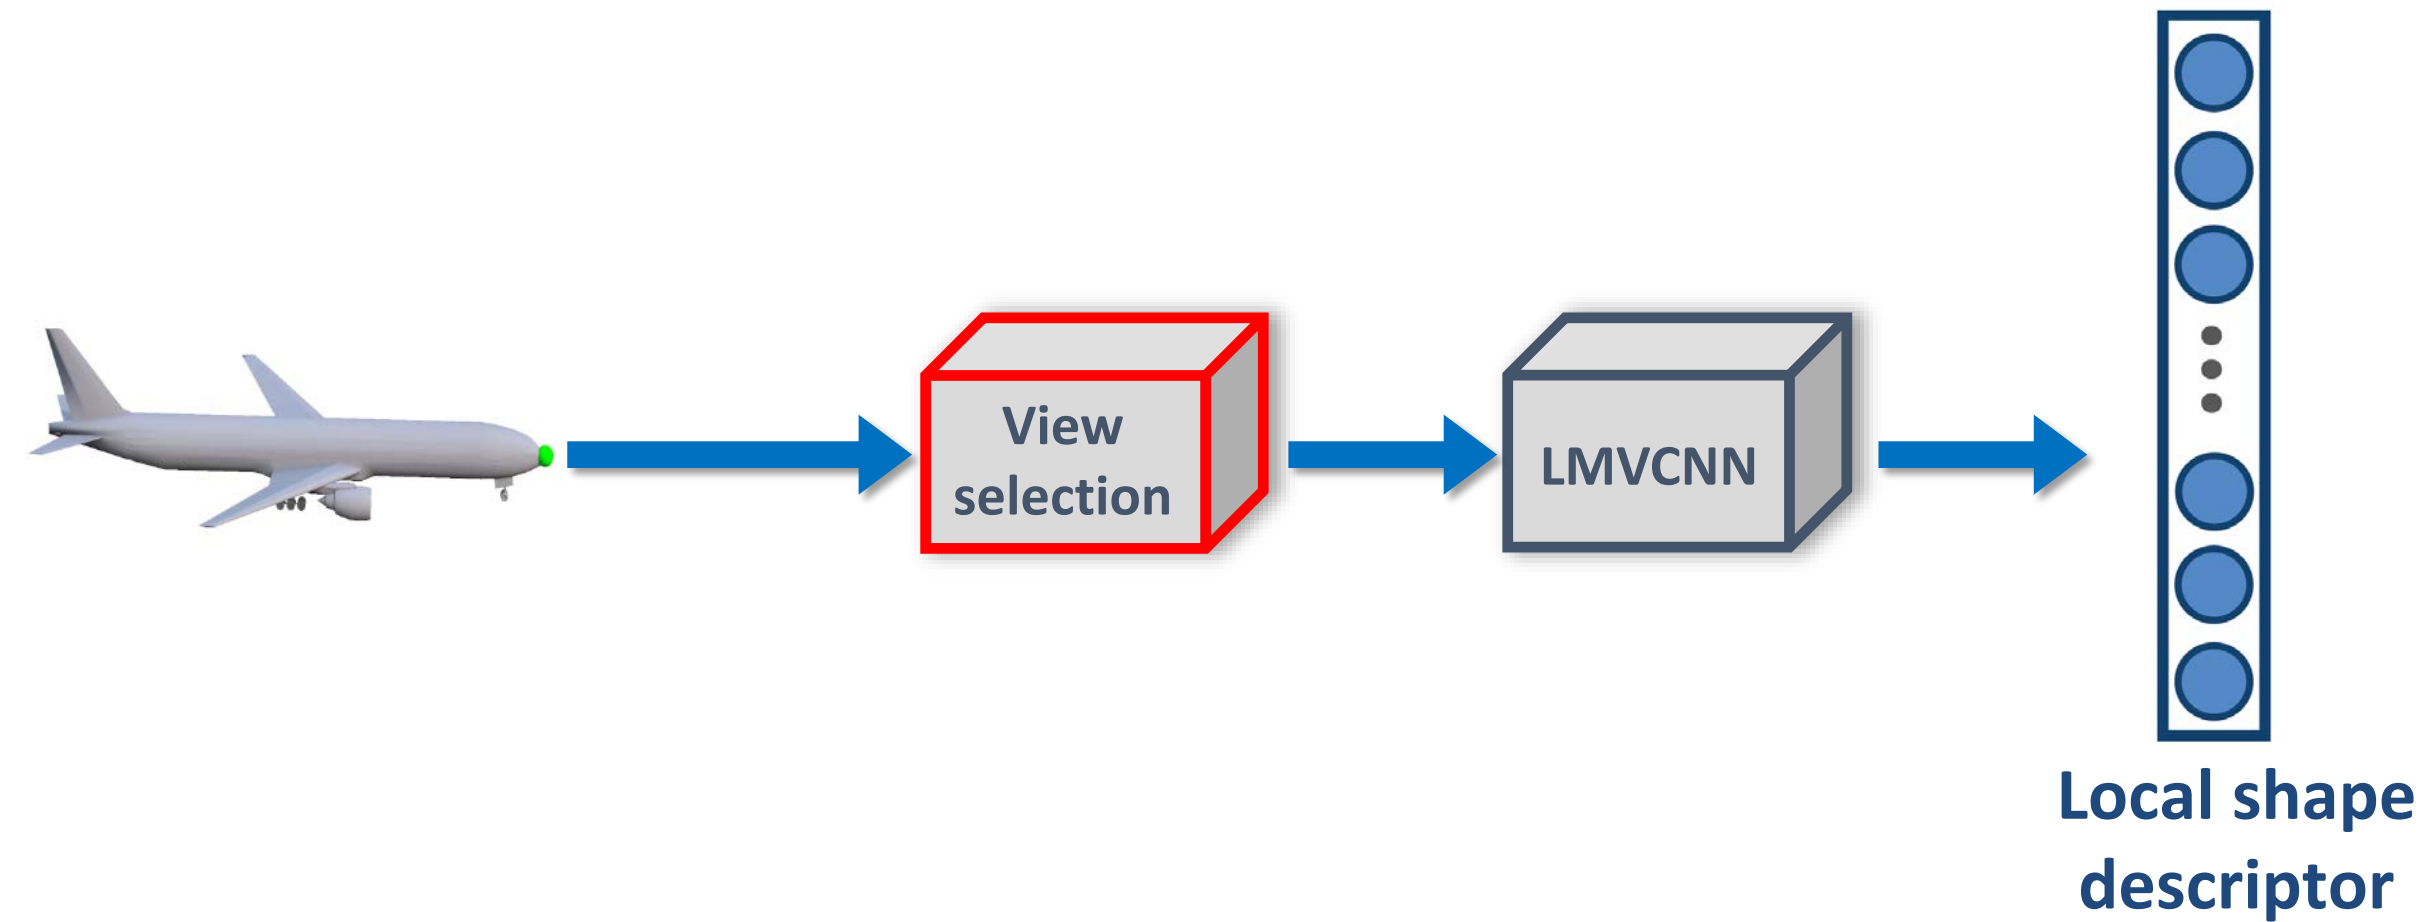 View
selection
LMVCNN
Local shape
descriptor